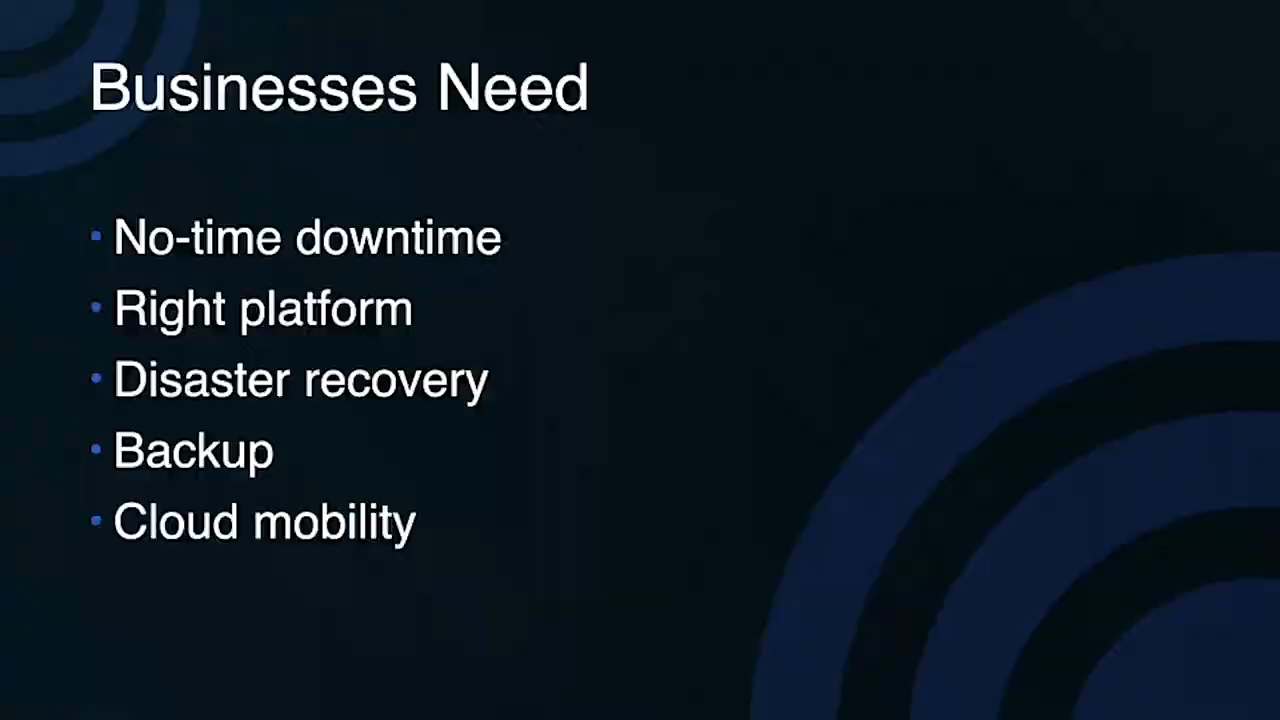 Businesses Need
• No-time downtime
• Right platform
• Disaster recovery
• Backup
• Cloud mobility